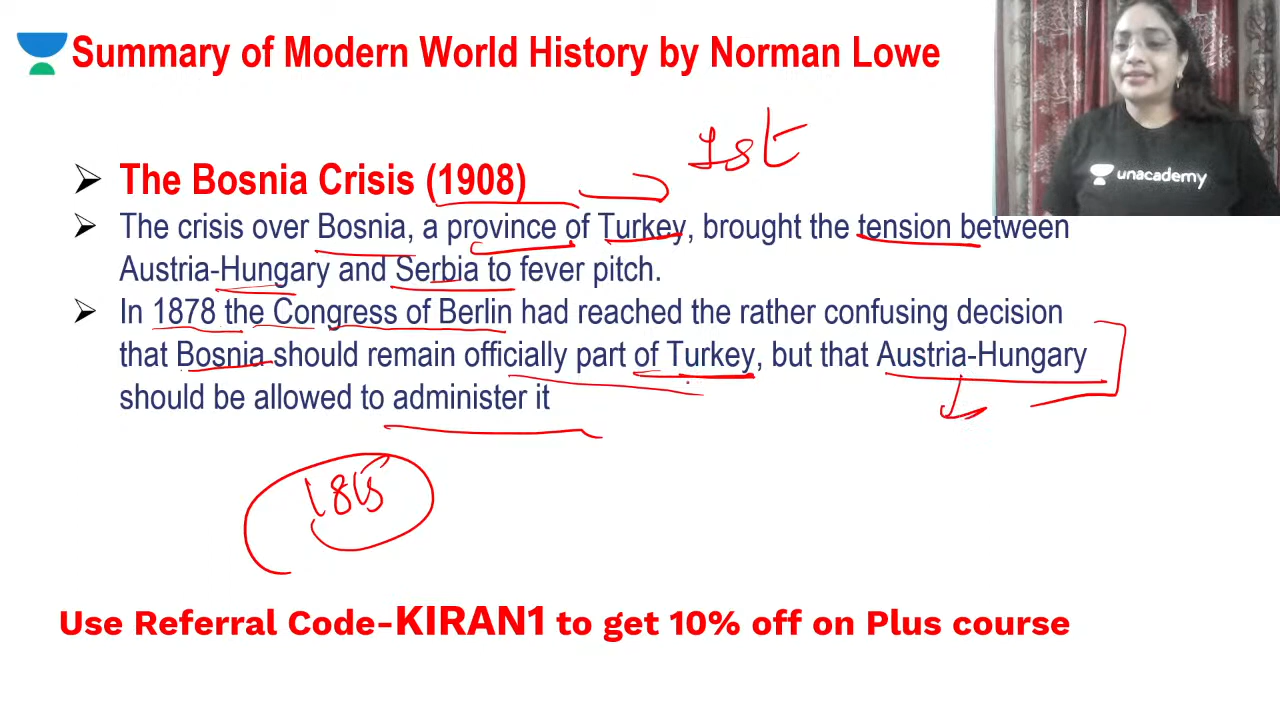 Summary of Modern World History by Norman Lowe
unacademy
1st
The Bosnia Crisis (1908)
The crisis over Bosnia, a province of Turkey, brought the tension between
Austria-Hungary and Serbia to fever pitch.
In 1878 the Congress of Berlin had reached the rather confusing decision
that Bosnia should remain officially part of Turkey, but that Austria-Hungary
should be allowed to administer it
1815
Use Referral Code-KIRAN1 to get 10% off on Plus course